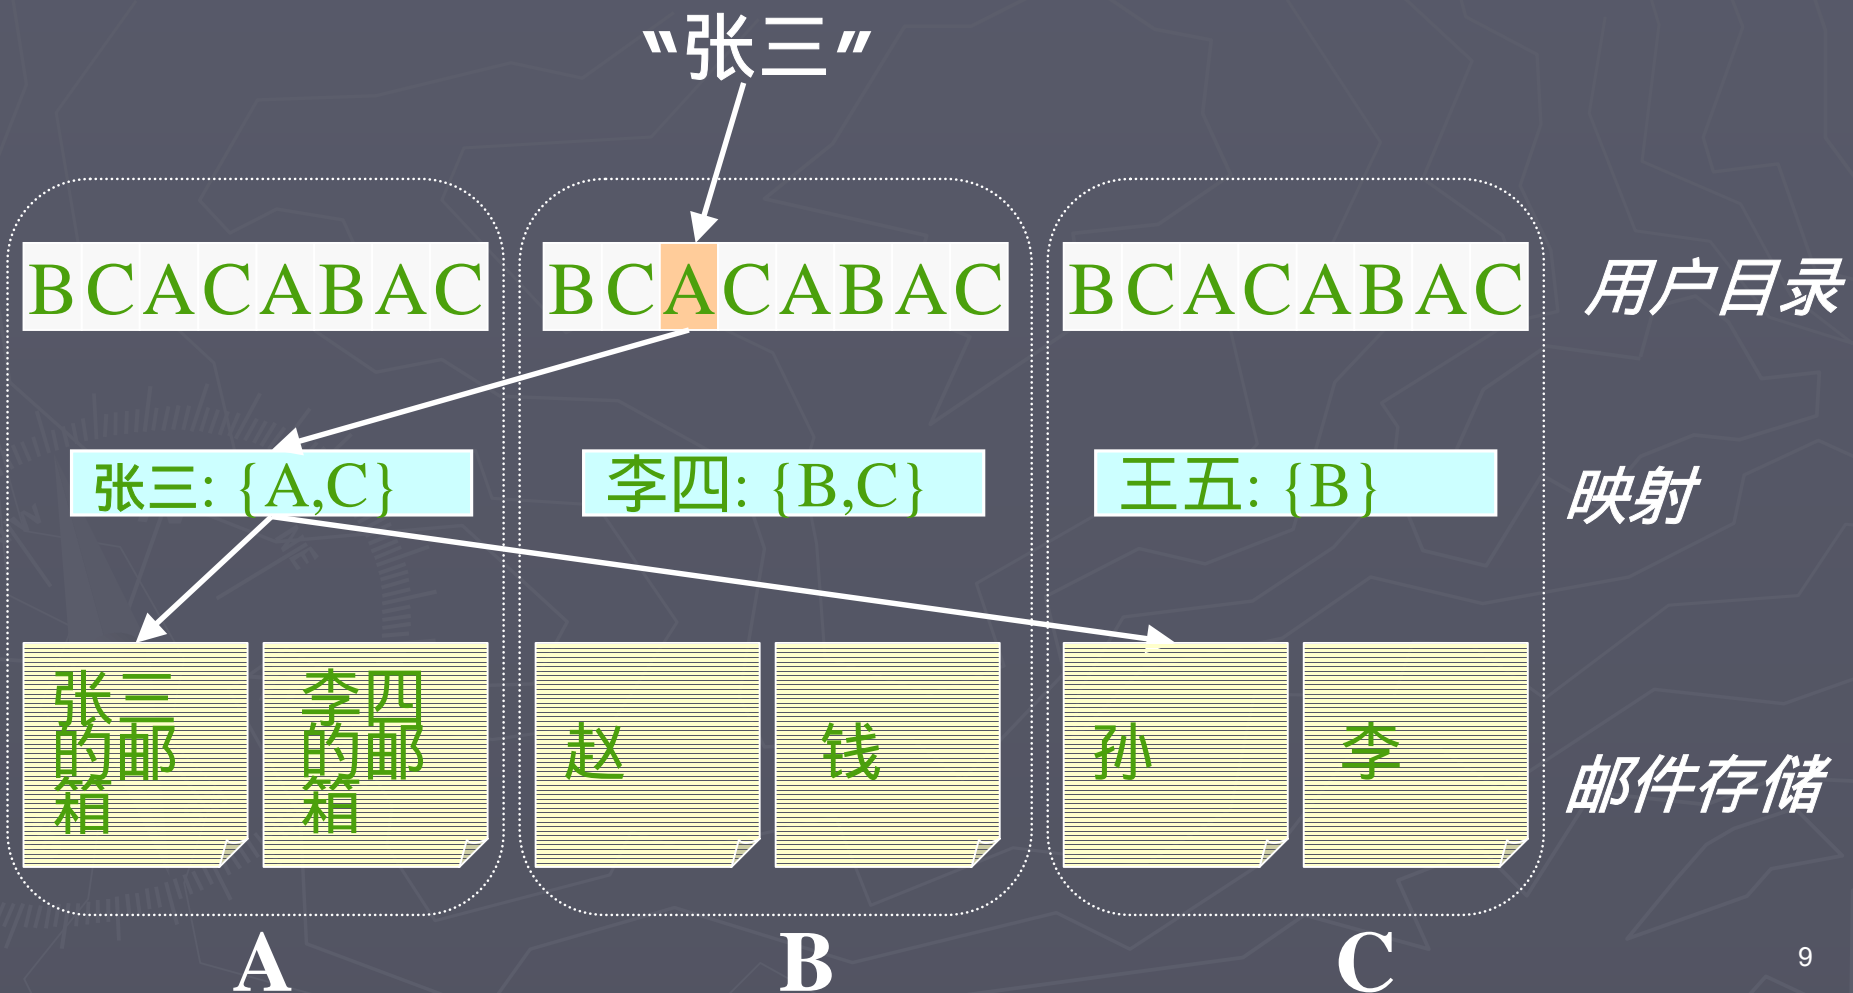 “张三”
BCACABAC
BCACABAC
BCACABAC
用户目录
张三: {A,C}
李四: {B,C}
王五: {B}
映射
张三
的邮
箱
李四
的邮
箱
赵
钱
孙
李
邮件存储
A
B
C
9